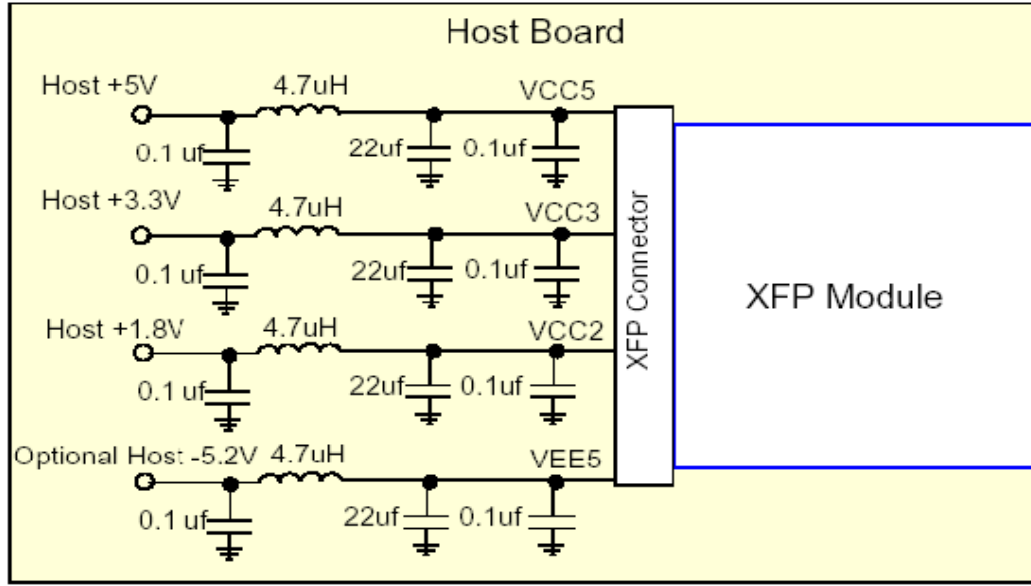 Host Board
Host +5V
4.7uH
VCC5
0.1 uf
22uf
0.1uf
Host +3.3V
4.7uH
VCC3
0.1 uf
22uf
0.1uf
Host +1.8V
4.7uH
VCC2
0.1 uf
22uf
0.1uf
Optional Host -5.2V
4.7uH
VEE5
0.1 uf
22uf
0.1uf
XFP Connector
XFP Module